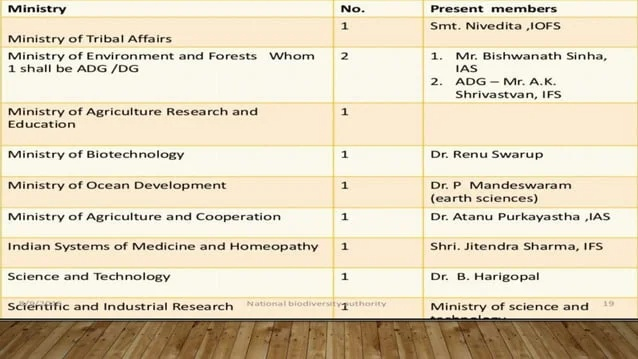 Ministry No. Present members
Ministry of Tribal Affairs 1 Smt. Nivedita ,IOFS
Ministry of Environment and Forests Whom 2 1. Mr. Bishwanath Sinha,
1 shall be ADG /DG IAS
2. ADG – Mr. A.K.
Shrivastvan, IFS
Ministry of Agriculture Research and 1
Education
Ministry of Biotechnology 1 Dr. Renu Swarup
Ministry of Ocean Development 1 Dr. P Mandeswaram
(earth sciences)
Ministry of Agriculture and Cooperation 1 Dr. Atanu Purkayastha ,IAS
Indian Systems of Medicine and Homeopathy 1 Shri. Jitendra Sharma, IFS
Science and Technology 1 Dr. B. Harigopal
National biodiversity authority 19
Scientific and Industrial Research 1 Ministry of science and
technology